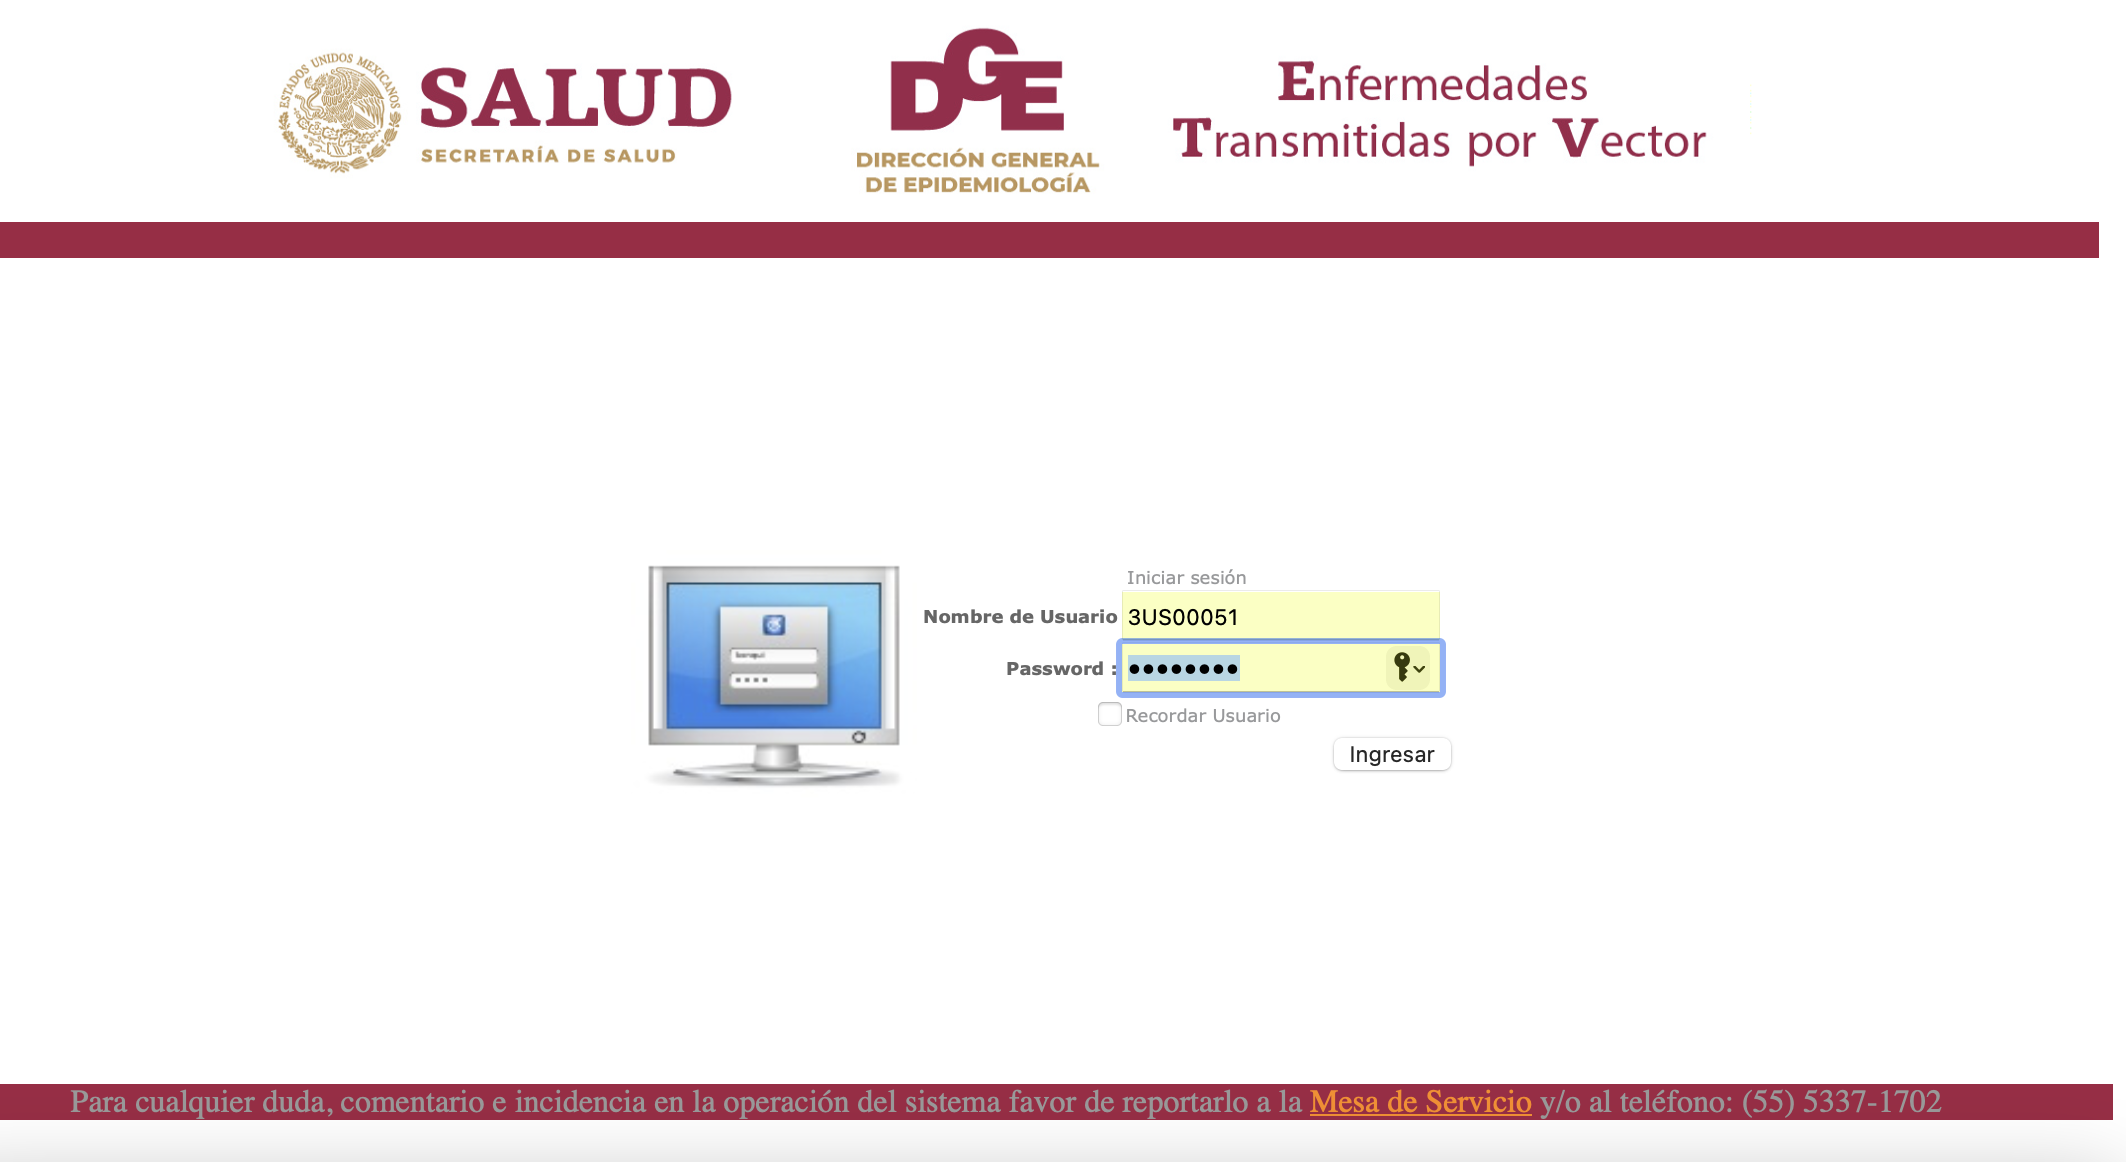 ESTADOS UNIDOS MEXICANOS
SALUD
SECRETARÍA DE SALUD
DGE
DIRECCIÓN GENERAL
DE EPIDEMIOLOGÍA
Enfermedades
Transmitidas por Vector
Iniciar sesión
Nombre de Usuario 3US00051
Password : ••••••••
Recordar Usuario
Ingresar
Para cualquier duda, comentario e incidencia en la operación del sistema favor de reportarlo a la Mesa de Servicio y/o al teléfono: (55) 5337-1702